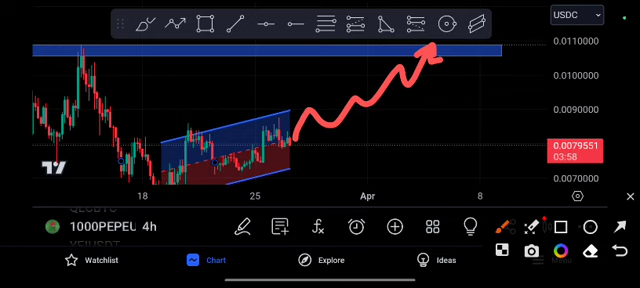 USDC
0.0110000
0.0100000
0.0090000
0.0079551
03:58
0.0070000
18
25
Apr
8
1000PEPEU 4h
Watchlist
Chart
Explore
Ideas